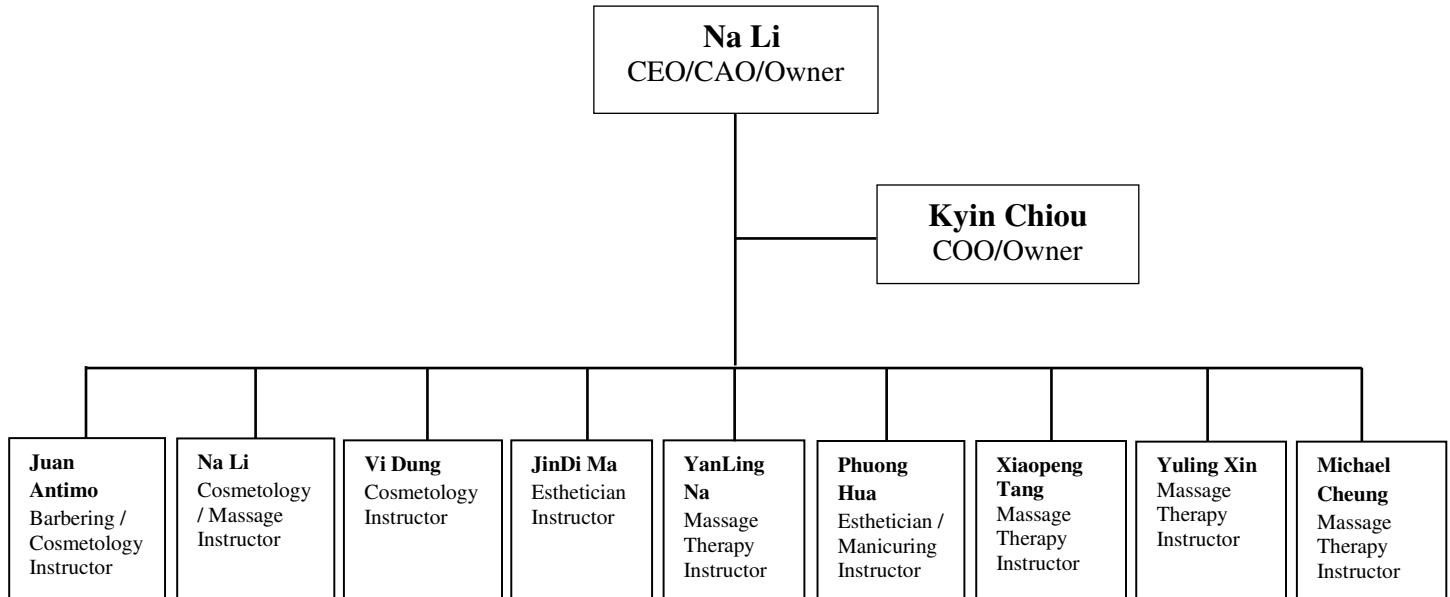 Na Li
CEO/CAO/Owner
Kyin Chiou
COO/Owner
Juan
Antimo
Barbering /
Cosmetology
Instructor
Na Li
Cosmetology
/ Massage
Instructor
Vi Dung
Cosmetology
Instructor
JinDi Ma
Esthetician
Instructor
YanLing
Na
Massage
Therapy
Instructor
Phuong
Hua
Esthetician /
Manicuring
Instructor
Xiaopeng
Tang
Massage
Therapy
Instructor
Yuling Xin
Massage
Therapy
Instructor
Michael
Cheung
Massage
Therapy
Instructor